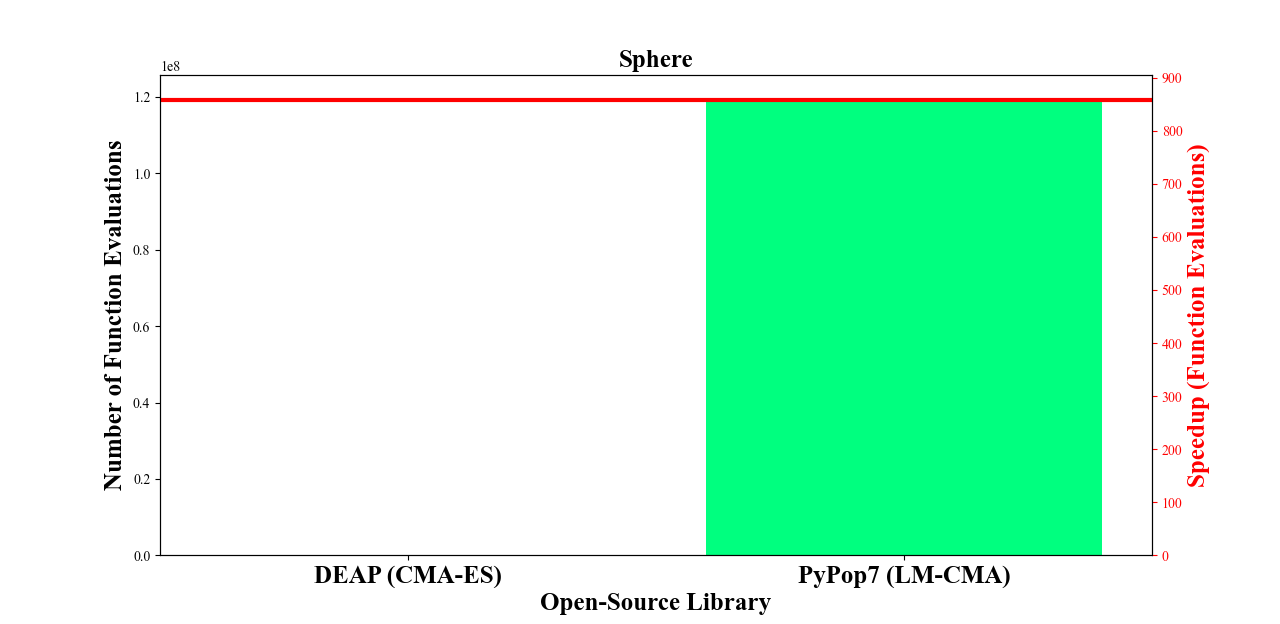 Sphere
1e8
1.2
1.0
0.8
0.6
0.4
0.2
0.0
Number of Function Evaluations
900
800
700
600
500
400
300
200
100
0
Speedup (Function Evaluations)
DEAP (CMA-ES)
PyPop7 (LM-CMA)
Open-Source Library